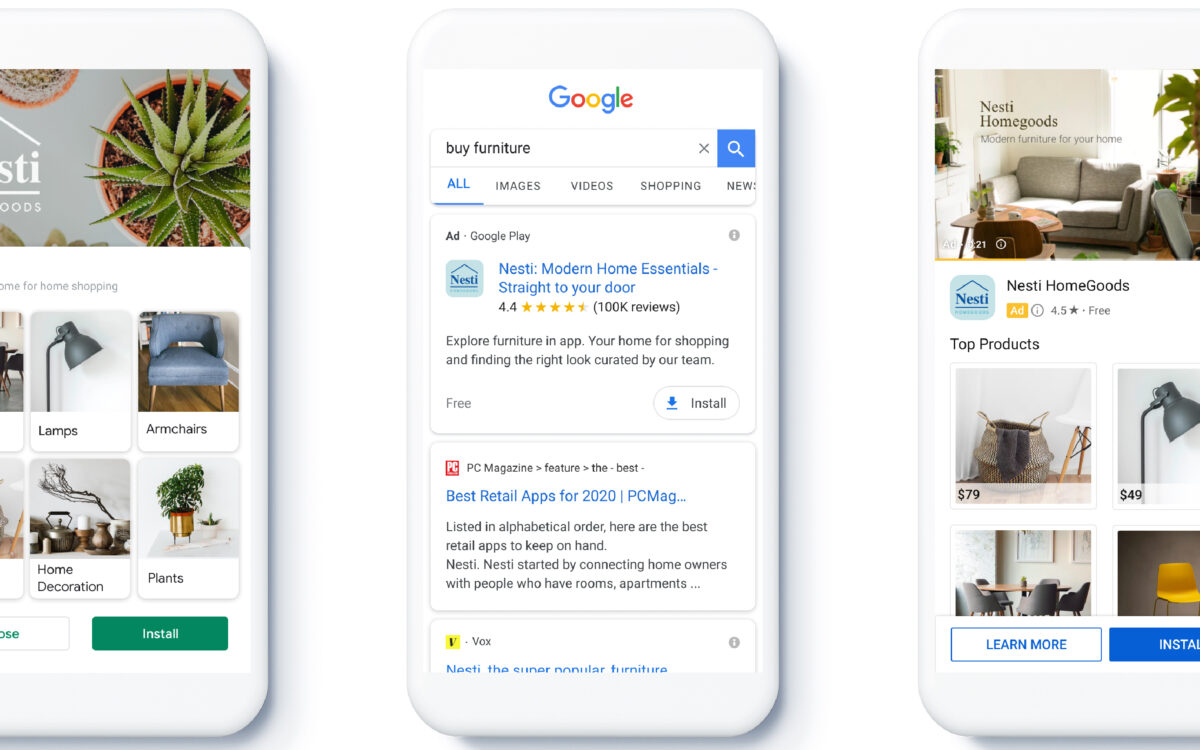 sti
OODS
ome for home shopping
Lamps
Armchairs
Home
Decoration
Plants
ose
Install
Google
buy furniture
ALL IMAGES VIDEOS SHOPPING NEWS
Ad · Google Play
Nesti
Nesti: Modern Home Essentials -
Straight to your door
4.4 (100K reviews)
Explore furniture in app. Your home for shopping
and finding the right look curated by our team.
Free
Install
PC
PC Magazine > feature > the - best -
Best Retail Apps for 2020 | PCMag...
Listed in alphabetical order, here are the best
retail apps to keep on hand.
Nesti. Nesti started by connecting home owners
with people who have rooms, apartments ...
V · Vox
Nesti, the super popular, furniture
Nesti
Homegoods
Modern furniture for your home
Nesti
HOMEGOODS
Nesti HomeGoods
Ad 4.5 ★ · Free
Top Products
$79
$49
LEARN MORE
INSTAL